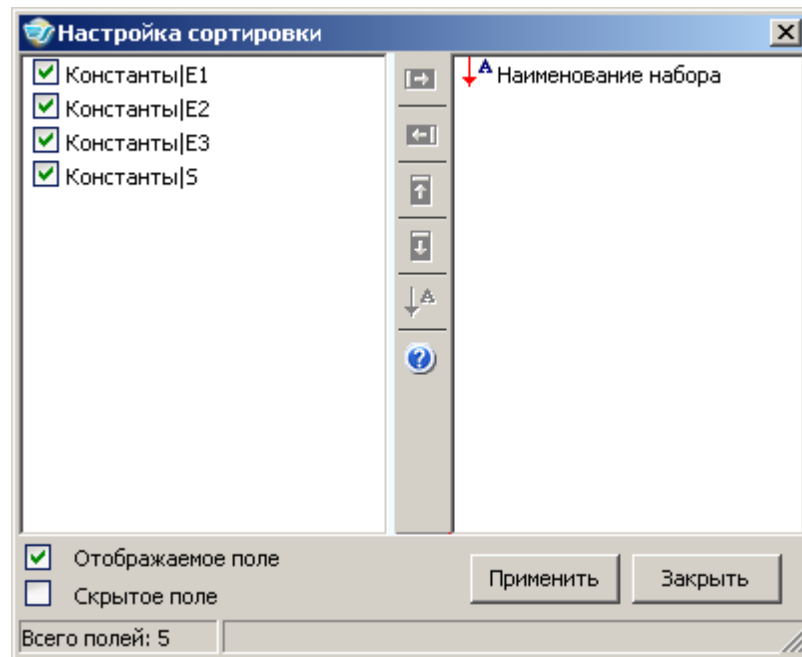 Настройка сортировки
Константы|E1
Константы|E2
Константы|E3
Константы|S
A Наименование набора
A
?
Отображаемое поле
Скрытое поле
Применить
Закрыть
Всего полей: 5